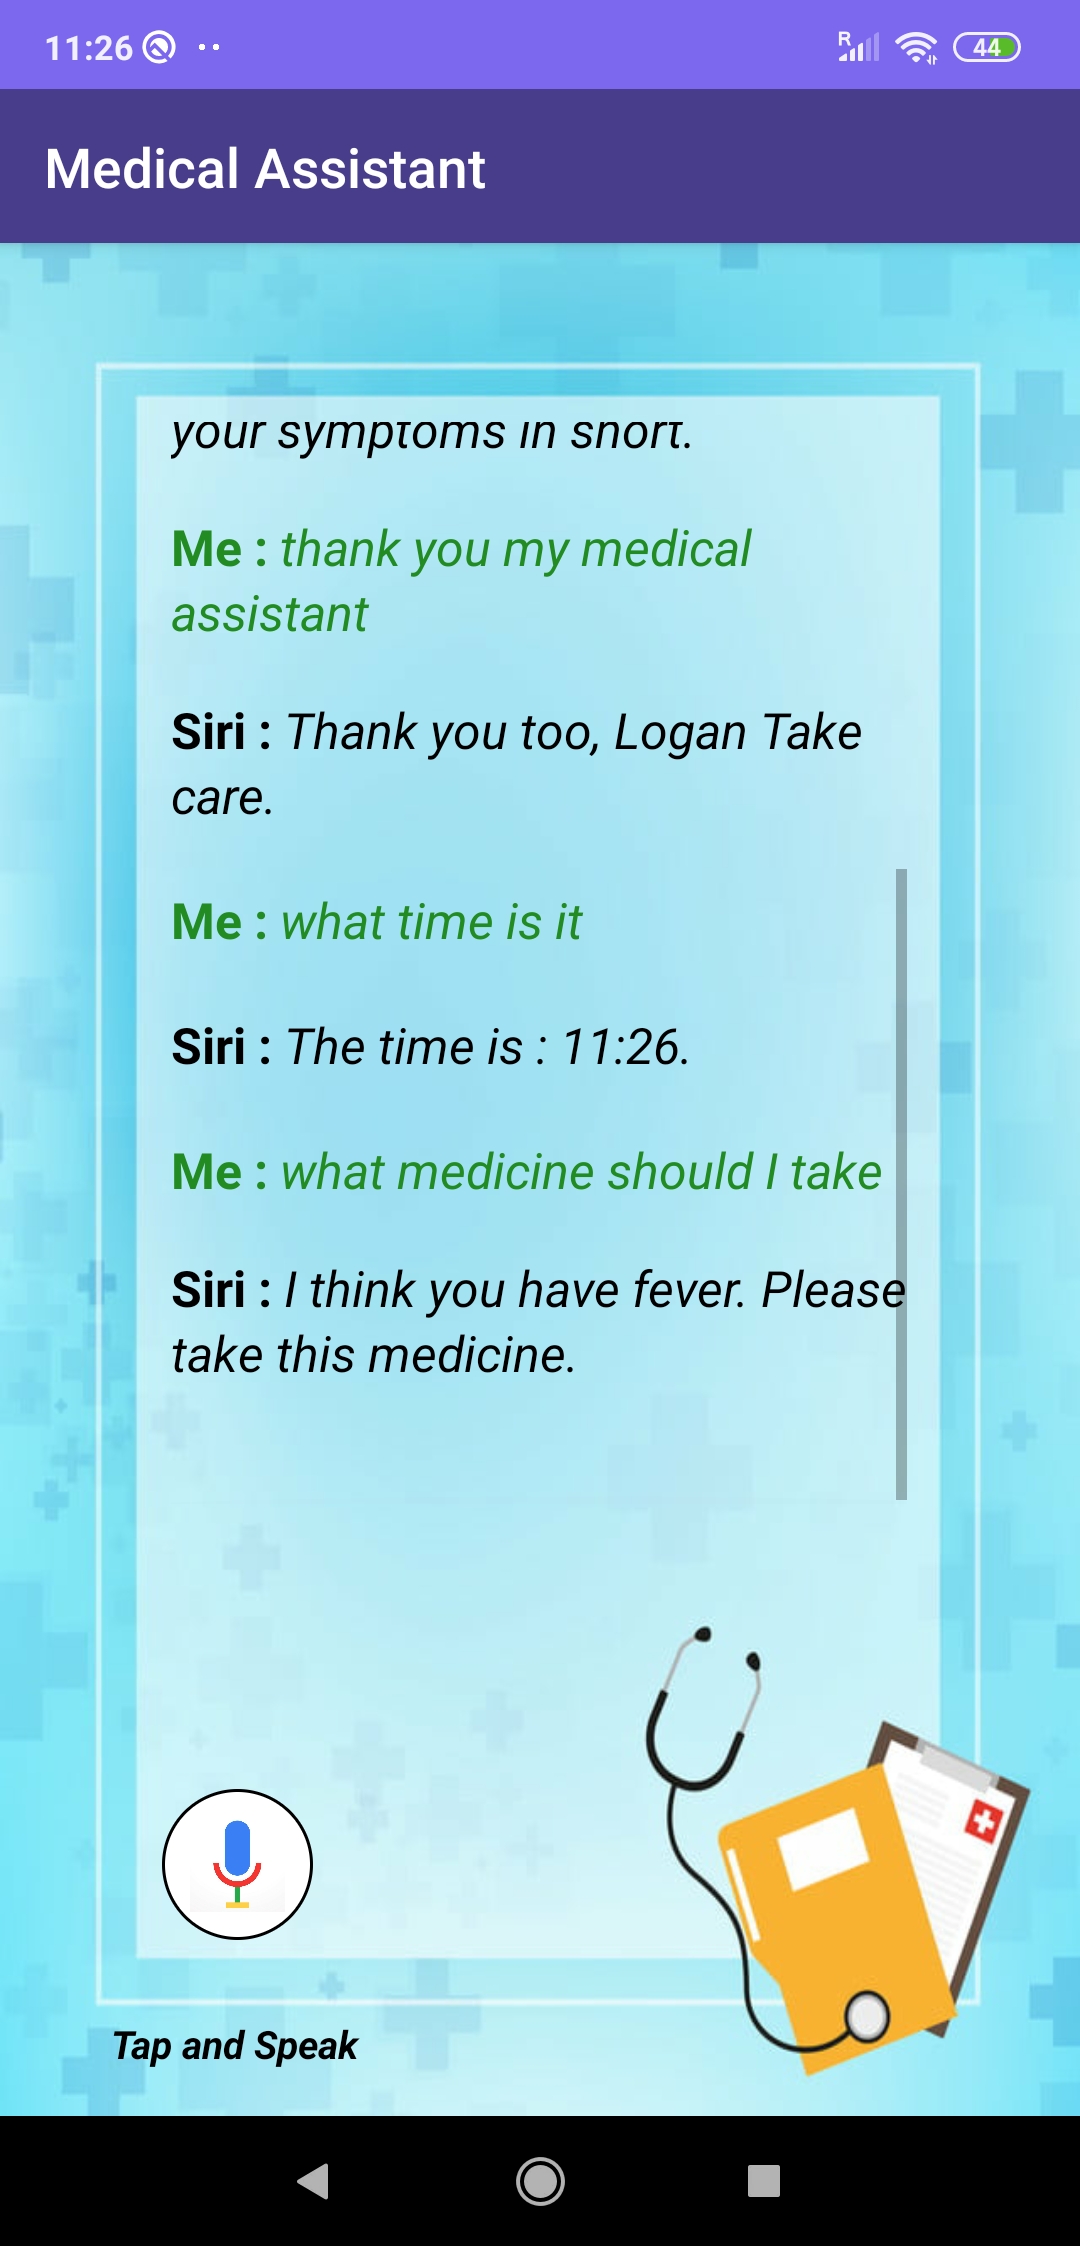 11:26
R
44
Medical Assistant
your symptoms in short.
Me : thank you my medical
assistant
Siri : Thank you too, Logan Take
care.
Me : what time is it
Siri : The time is : 11:26.
Me : what medicine should I take
Siri : I think you have fever. Please
take this medicine.
Tap and Speak